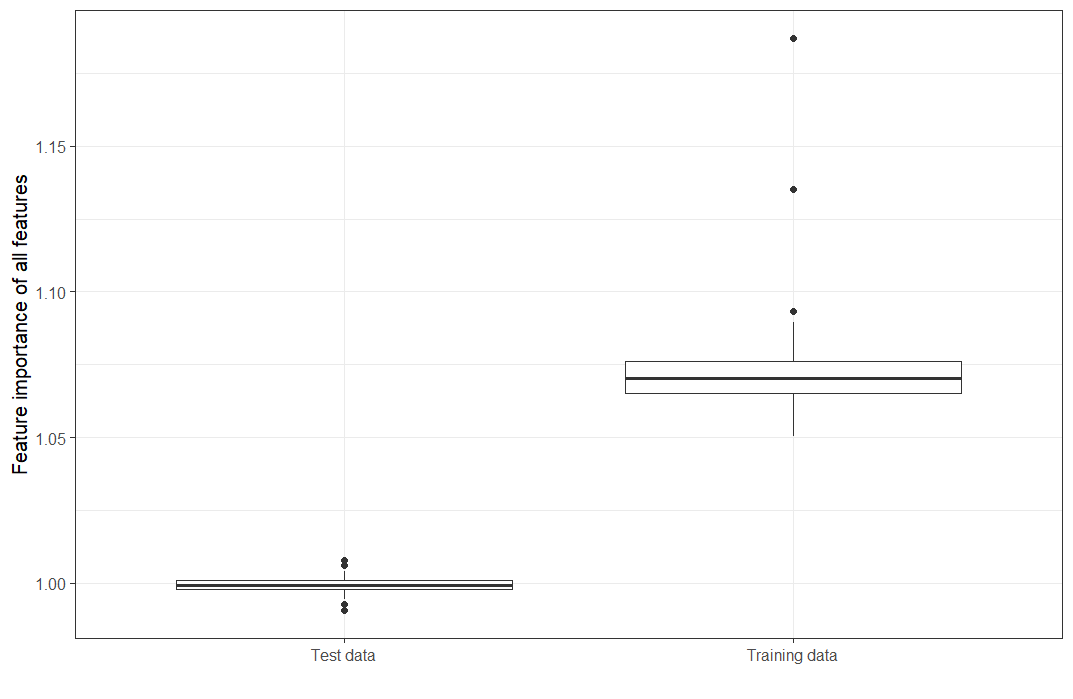 Feature importance of all features
1.15
1.10
1.05
1.00
Test data
Training data